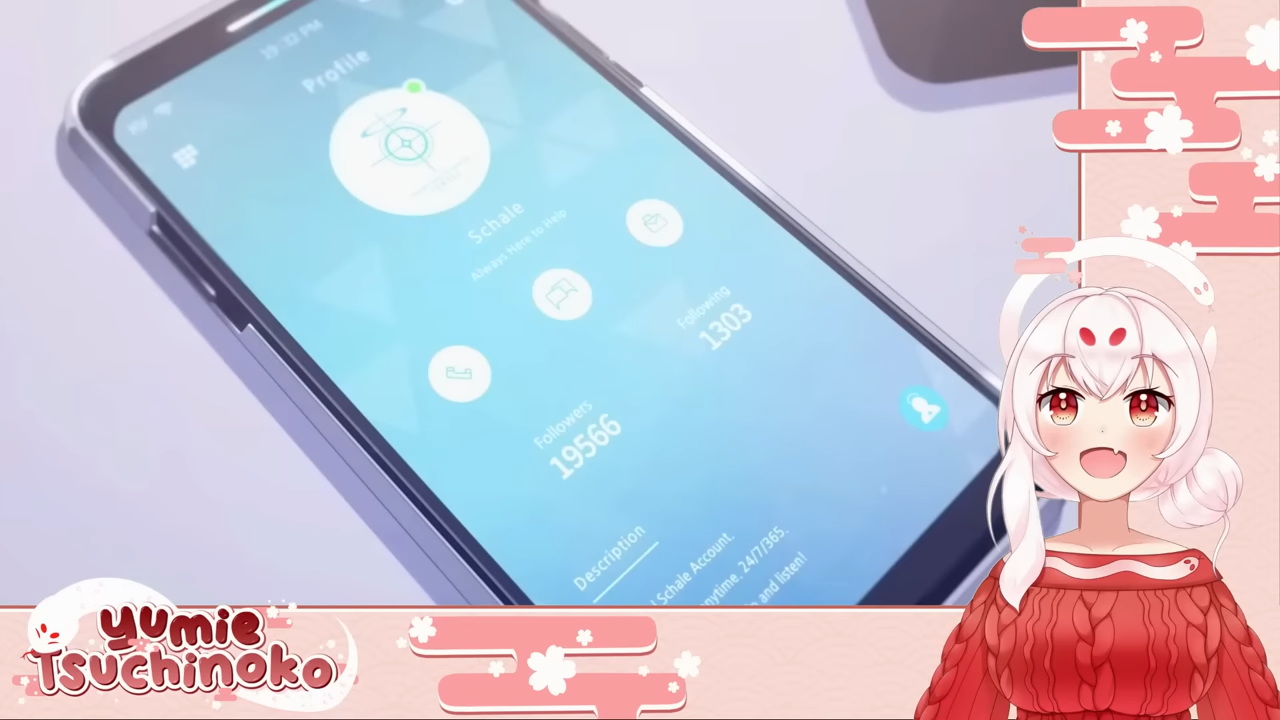 Profile
Schale
Always Here to Help
Following
1303
Followers
19566
Description
Schale Account.
nytime. 24/7/365.
and listen!
yumie
Tsuchinoko